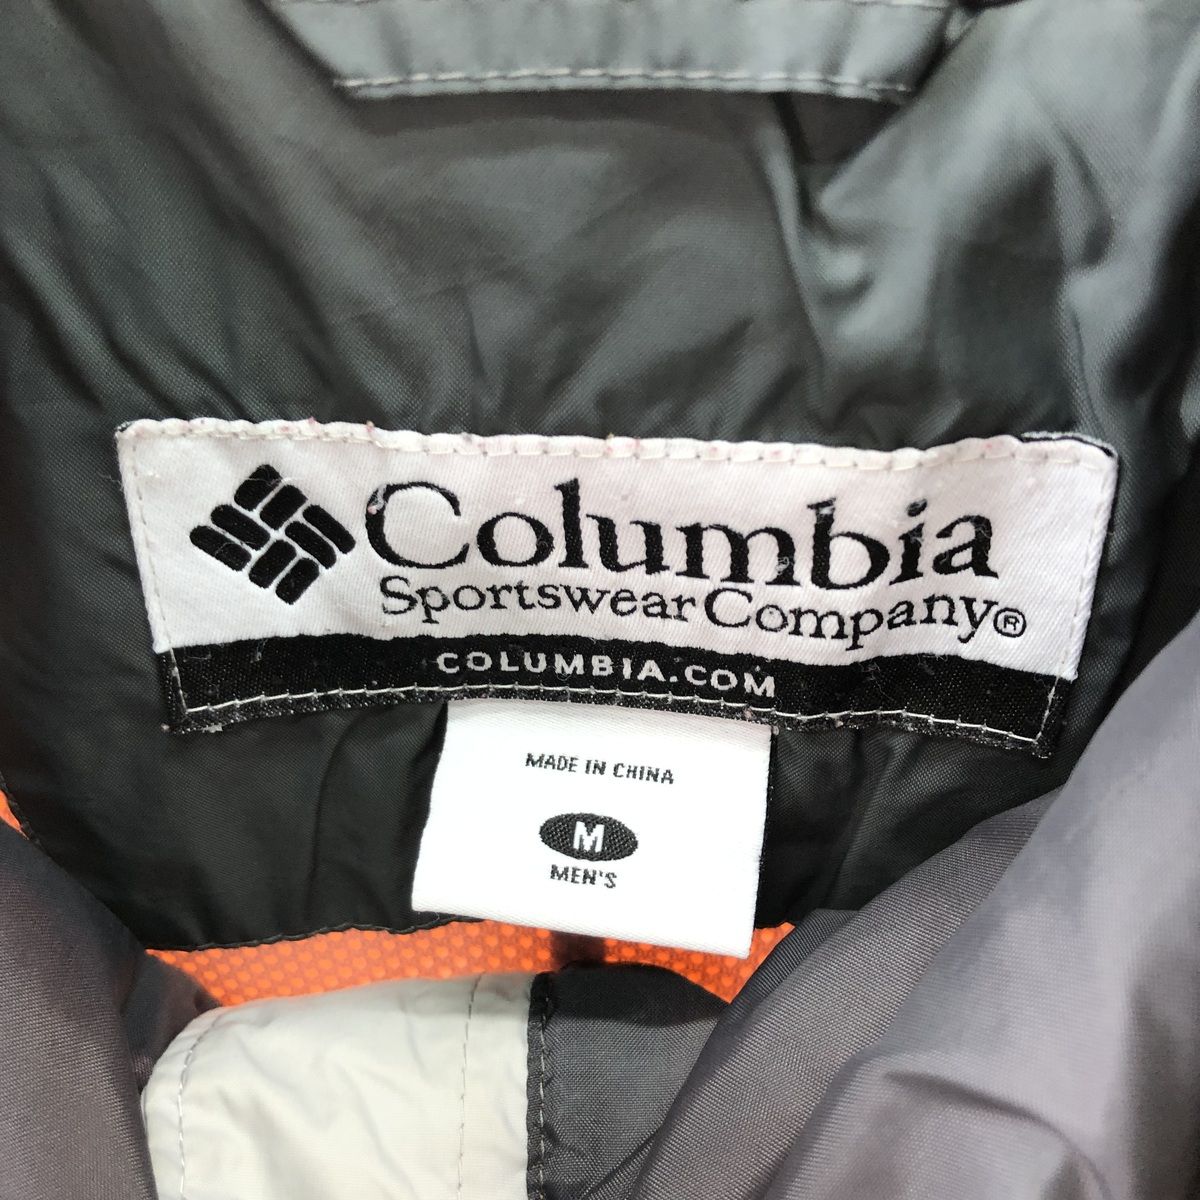 Columbia
Sportswear Company®
COLUMBIA.COM
MADE IN CHINA
M
MEN'S